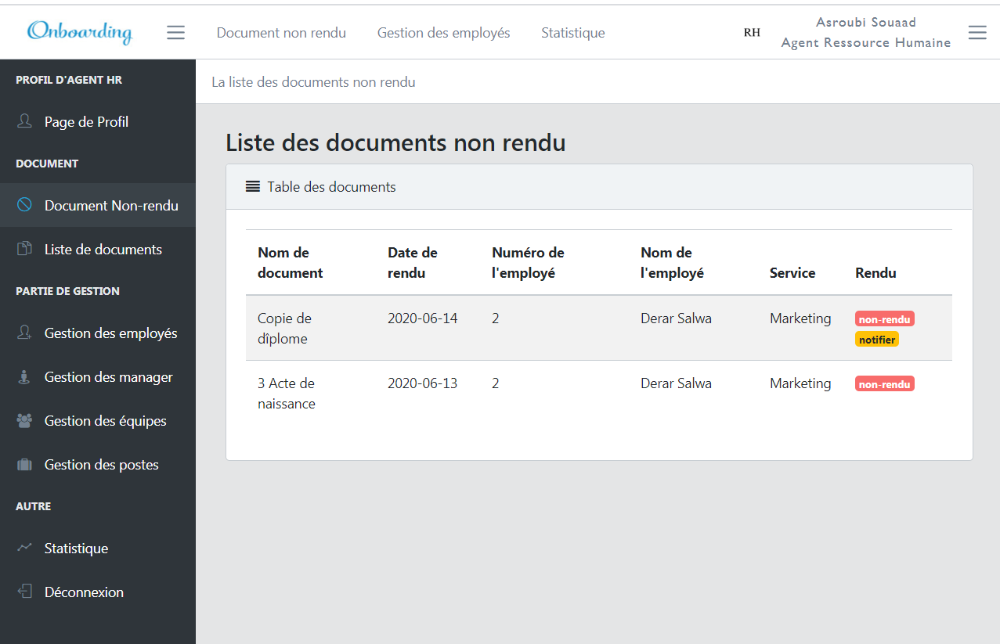 Onboarding
Document non rendu
Gestion des employés
Statistique
RH
Asroubi Souaad
Agent Ressource Humaine
PROFIL D'AGENT HR
Page de Profil
DOCUMENT
Document Non-rendu
Liste de documents
PARTIE DE GESTION
Gestion des employés
Gestion des manager
Gestion des équipes
Gestion des postes
AUTRE
Statistique
Déconnexion
La liste des documents non rendu
Liste des documents non rendu
Table des documents
Nom de
document
Date de
rendu
Numéro de
l'employé
Nom de
l'employé
Service
Rendu
Copie de
dîplome
2020-06-14
2
Derar Salwa
Marketing
non-rendu
notifier
3 Acte de
naissance
2020-06-13
2
Derar Salwa
Marketing
non-rendu